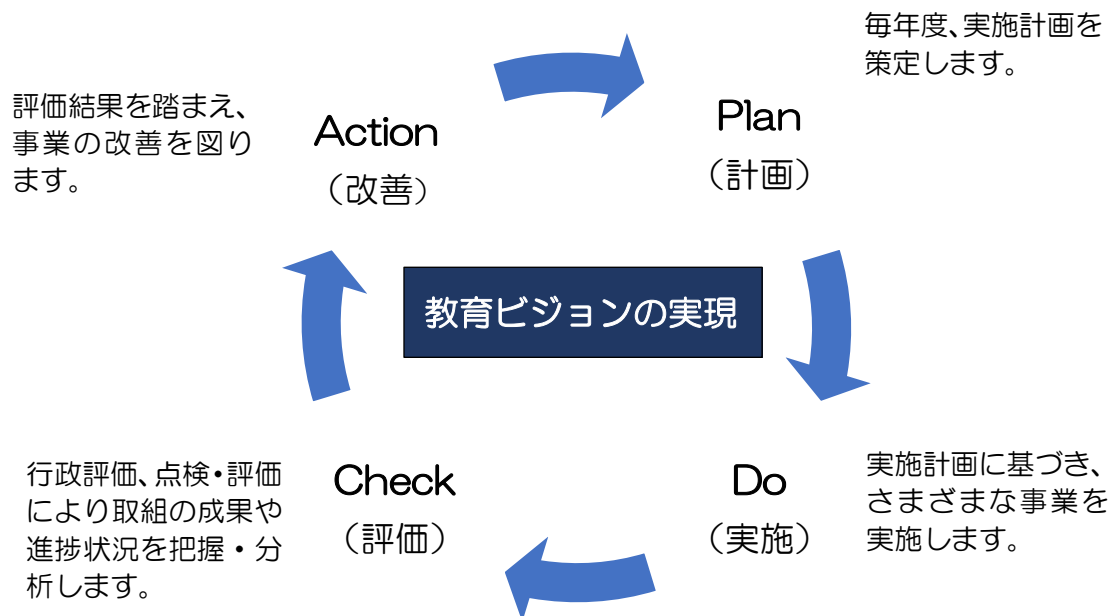 毎年度、実施計画を
策定します。
Plan
（計画）
評価結果を踏まえ、
事業の改善を図り
ます。
Action
（改善）
教育ビジョンの実現
行政評価、点検・評価
により取組の成果や
進捗状況を把握・分
析します。
Check
（評価）
Do
（実施）
実施計画に基づき、
さまざまな事業を
実施します。